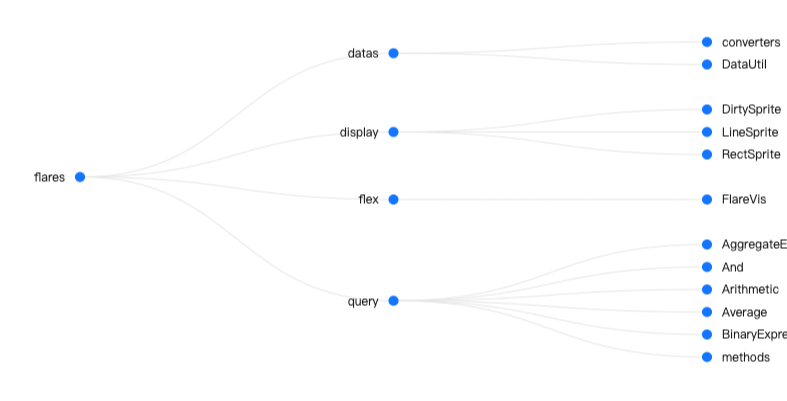 flares
datas
converters
DataUtil
display
DirtySprite
LineSprite
RectSprite
flex
FlareVis
query
AggregateE
And
Arithmetic
Average
BinaryExpre
methods